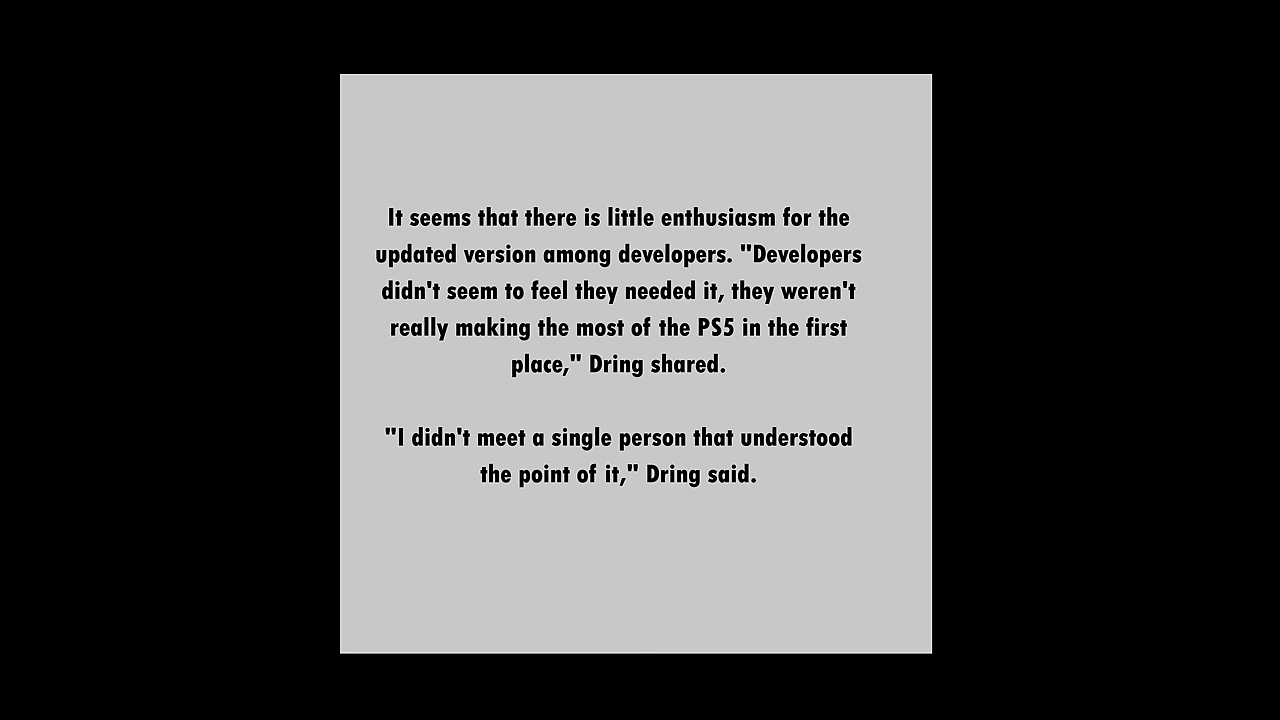 It seems that there is little enthusiasm for the
updated version among developers. "Developers
didn't seem to feel they needed it, they weren't
really making the most of the PS5 in the first
place," Dring shared.
"I didn't meet a single person that understood
the point of it," Dring said.